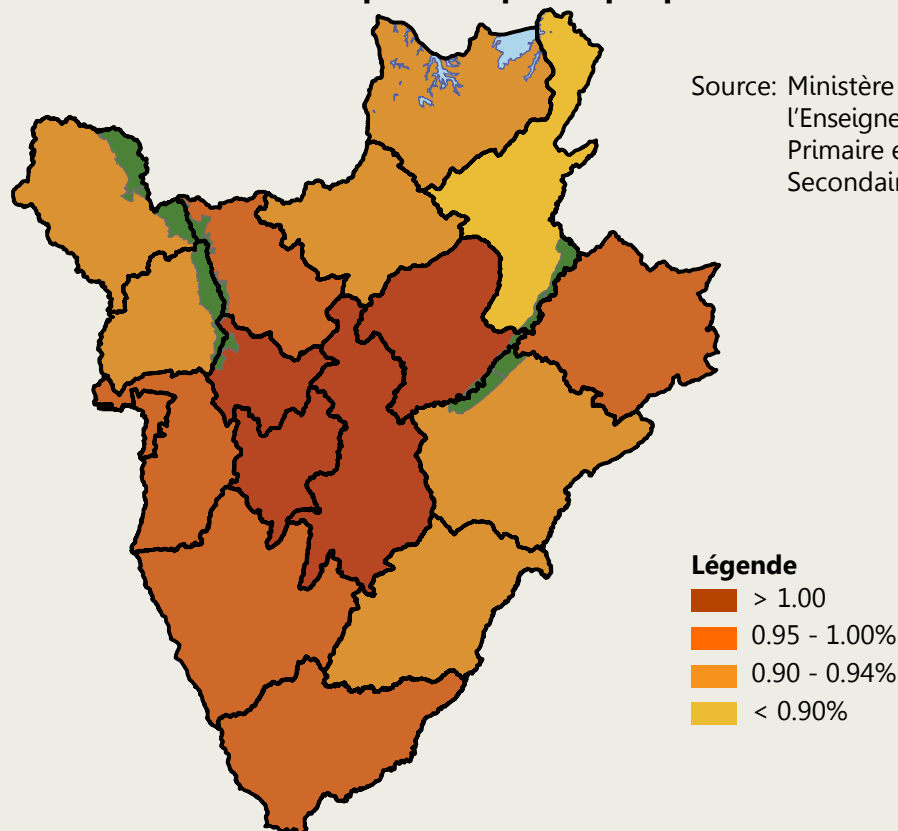 Source: Ministère
l'Enseigne
Primaire e
Secondair
Légende
> 1.00
0.95 - 1.00%
0.90 - 0.94%
< 0.90%